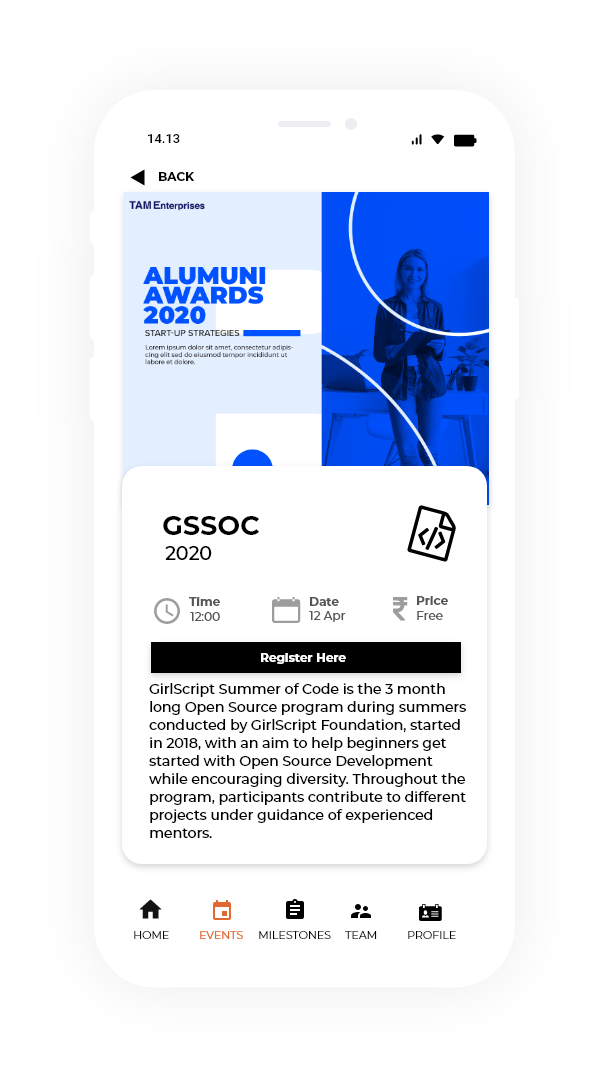 14.13
BACK
TAM Enterprises
ALUMUNI
AWARDS
2020
START-UP STRATEGIES
Lorem ipsum dolor sit amet, consectetur adipis-
cing elit sed do eiusmod tempor incididunt ut
labore et dolore.
GSSOC
2020
Time
12:00
Date
12 Apr
₹
Price
Free
Register Here
GirlScript Summer of Code is the 3 month
long Open Source program during summers
conducted by GirlScript Foundation, started
in 2018, with an aim to help beginners get
started with Open Source Development
while encouraging diversity. Throughout the
program, participants contribute to different
projects under guidance of experienced
mentors.
HOME
EVENTS
MILESTONES
TEAM
PROFILE